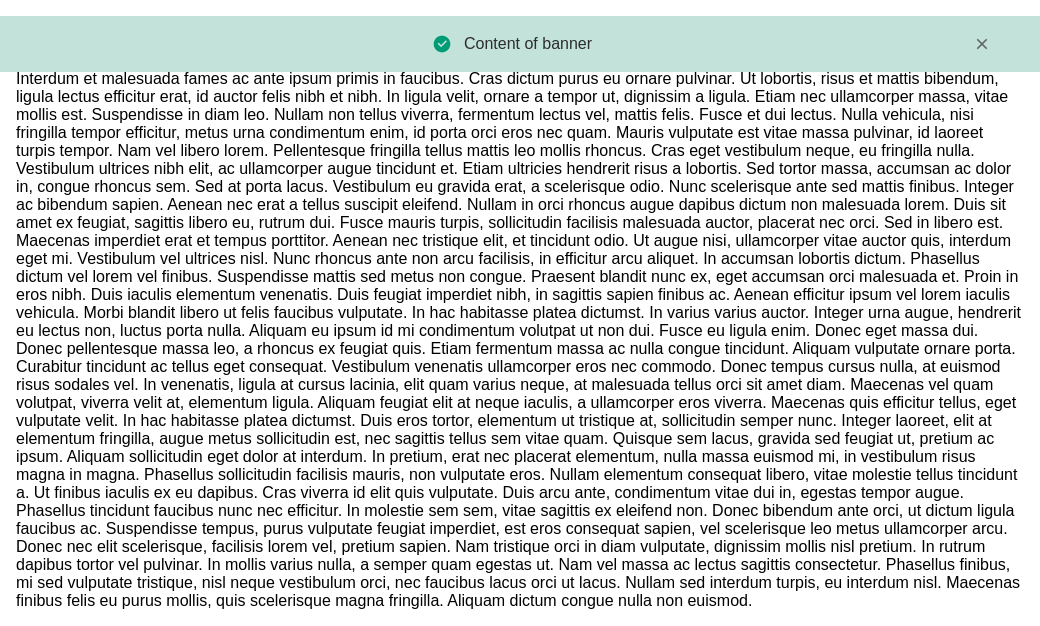 Content of banner
Interdum et malesuada fames ac ante ipsum primis in faucibus. Cras dictum purus eu ornare pulvinar. Ut lobortis, risus et mattis bibendum,
ligula lectus efficitur erat, id auctor felis nibh et nibh. In ligula velit, ornare a tempor ut, dignissim a ligula. Etiam nec ullamcorper massa, vitae
mollis est. Suspendisse in diam leo. Nullam non tellus viverra, fermentum lectus vel, mattis felis. Fusce et dui lectus. Nulla vehicula, nisi
fringilla tempor efficitur, metus urna condimentum enim, id porta orci eros nec quam. Mauris vulputate est vitae massa pulvinar, id laoreet
turpis tempor. Nam vel libero lorem. Pellentesque fringilla tellus mattis leo mollis rhoncus. Cras eget vestibulum neque, eu fringilla nulla.
Vestibulum ultrices nibh elit, ac ullamcorper augue tincidunt et. Etiam ultricies hendrerit risus a lobortis. Sed tortor massa, accumsan ac dolor
in, congue rhoncus sem. Sed at porta lacus. Vestibulum eu gravida erat, a scelerisque odio. Nunc scelerisque ante sed mattis finibus. Integer
ac bibendum sapien. Aenean nec erat a tellus suscipit eleifend. Nullam in orci rhoncus augue dapibus dictum non malesuada lorem. Duis sit
amet ex feugiat, sagittis libero eu, rutrum dui. Fusce mauris turpis, sollicitudin facilisis malesuada auctor, placerat nec orci. Sed in libero est.
Maecenas imperdiet erat et tempus porttitor. Aenean nec tristique elit, et tincidunt odio. Ut augue nisi, ullamcorper vitae auctor quis, interdum
eget mi. Vestibulum vel ultrices nisl. Nunc rhoncus ante non arcu facilisis, in efficitur arcu aliquet. In accumsan lobortis dictum. Phasellus
dictum vel lorem vel finibus. Suspendisse mattis sed metus non congue. Praesent blandit nunc ex, eget accumsan orci malesuada et. Proin in
eros nibh. Duis iaculis elementum venenatis. Duis feugiat imperdiet nibh, in sagittis sapien finibus ac. Aenean efficitur ipsum vel lorem iaculis
vehicula. Morbi blandit libero ut felis faucibus vulputate. In hac habitasse platea dictumst. In varius varius auctor. Integer urna augue, hendrerit
eu lectus non, luctus porta nulla. Aliquam eu ipsum id mi condimentum volutpat ut non dui. Fusce eu ligula enim. Donec eget massa dui.
Donec pellentesque massa leo, a rhoncus ex feugiat quis. Etiam fermentum massa ac nulla congue tincidunt. Aliquam vulputate ornare porta.
Curabitur tincidunt ac tellus eget consequat. Vestibulum venenatis ullamcorper eros nec commodo. Donec tempus cursus nulla, at euismod
risus sodales vel. In venenatis, ligula at cursus lacinia, elit quam varius neque, at malesuada tellus orci sit amet diam. Maecenas vel quam
volutpat, viverra velit at, elementum ligula. Aliquam feugiat elit at neque iaculis, a ullamcorper eros viverra. Maecenas quis efficitur tellus, eget
vulputate velit. In hac habitasse platea dictumst. Duis eros tortor, elementum ut tristique at, sollicitudin semper nunc. Integer laoreet, elit at
elementum fringilla, augue metus sollicitudin est, nec sagittis tellus sem vitae quam. Quisque sem lacus, gravida sed feugiat ut, pretium ac
ipsum. Aliquam sollicitudin eget dolor at interdum. In pretium, erat nec placerat elementum, nulla massa euismod mi, in vestibulum risus
magna in magna. Phasellus sollicitudin facilisis mauris, non vulputate eros. Nullam elementum consequat libero, vitae molestie tellus tincidunt
a. Ut finibus iaculis ex eu dapibus. Cras viverra id elit quis vulputate. Duis arcu ante, condimentum vitae dui in, egestas tempor augue.
Phasellus tincidunt faucibus nunc nec efficitur. In molestie sem sem, vitae sagittis ex eleifend non. Donec bibendum ante orci, ut dictum ligula
faucibus ac. Suspendisse tempus, purus vulputate feugiat imperdiet, est eros consequat sapien, vel scelerisque leo metus ullamcorper arcu.
Donec nec elit scelerisque, facilisis lorem vel, pretium sapien. Nam tristique orci in diam vulputate, dignissim mollis nisl pretium. In rutrum
dapibus tortor vel pulvinar. In mollis varius nulla, a semper quam egestas ut. Nam vel massa ac lectus sagittis consectetur. Phasellus finibus,
mi sed vulputate tristique, nisl neque vestibulum orci, nec faucibus lacus orci ut lacus. Nullam sed interdum turpis, eu interdum nisl. Maecenas
finibus felis eu purus mollis, quis scelerisque magna fringilla. Aliquam dictum congue nulla non euismod.